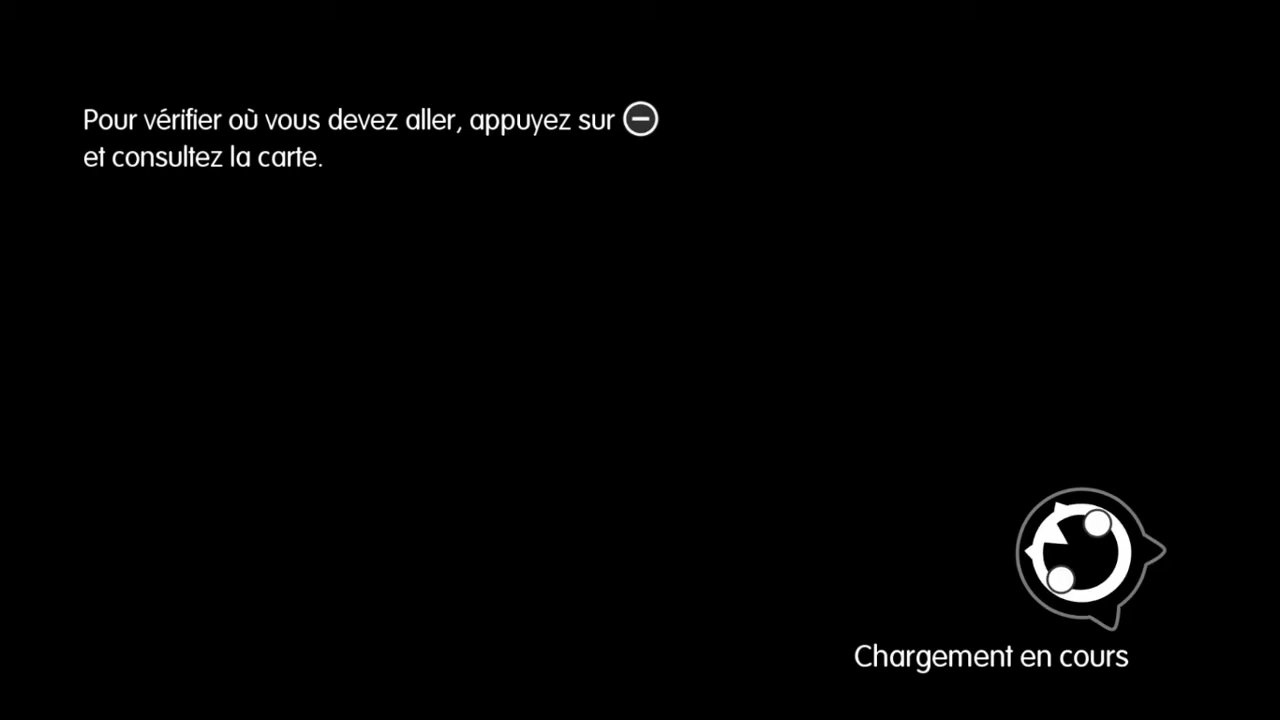 Pour vérifier où vous devez aller, appuyez sur
et consultez la carte.
Chargement en cours